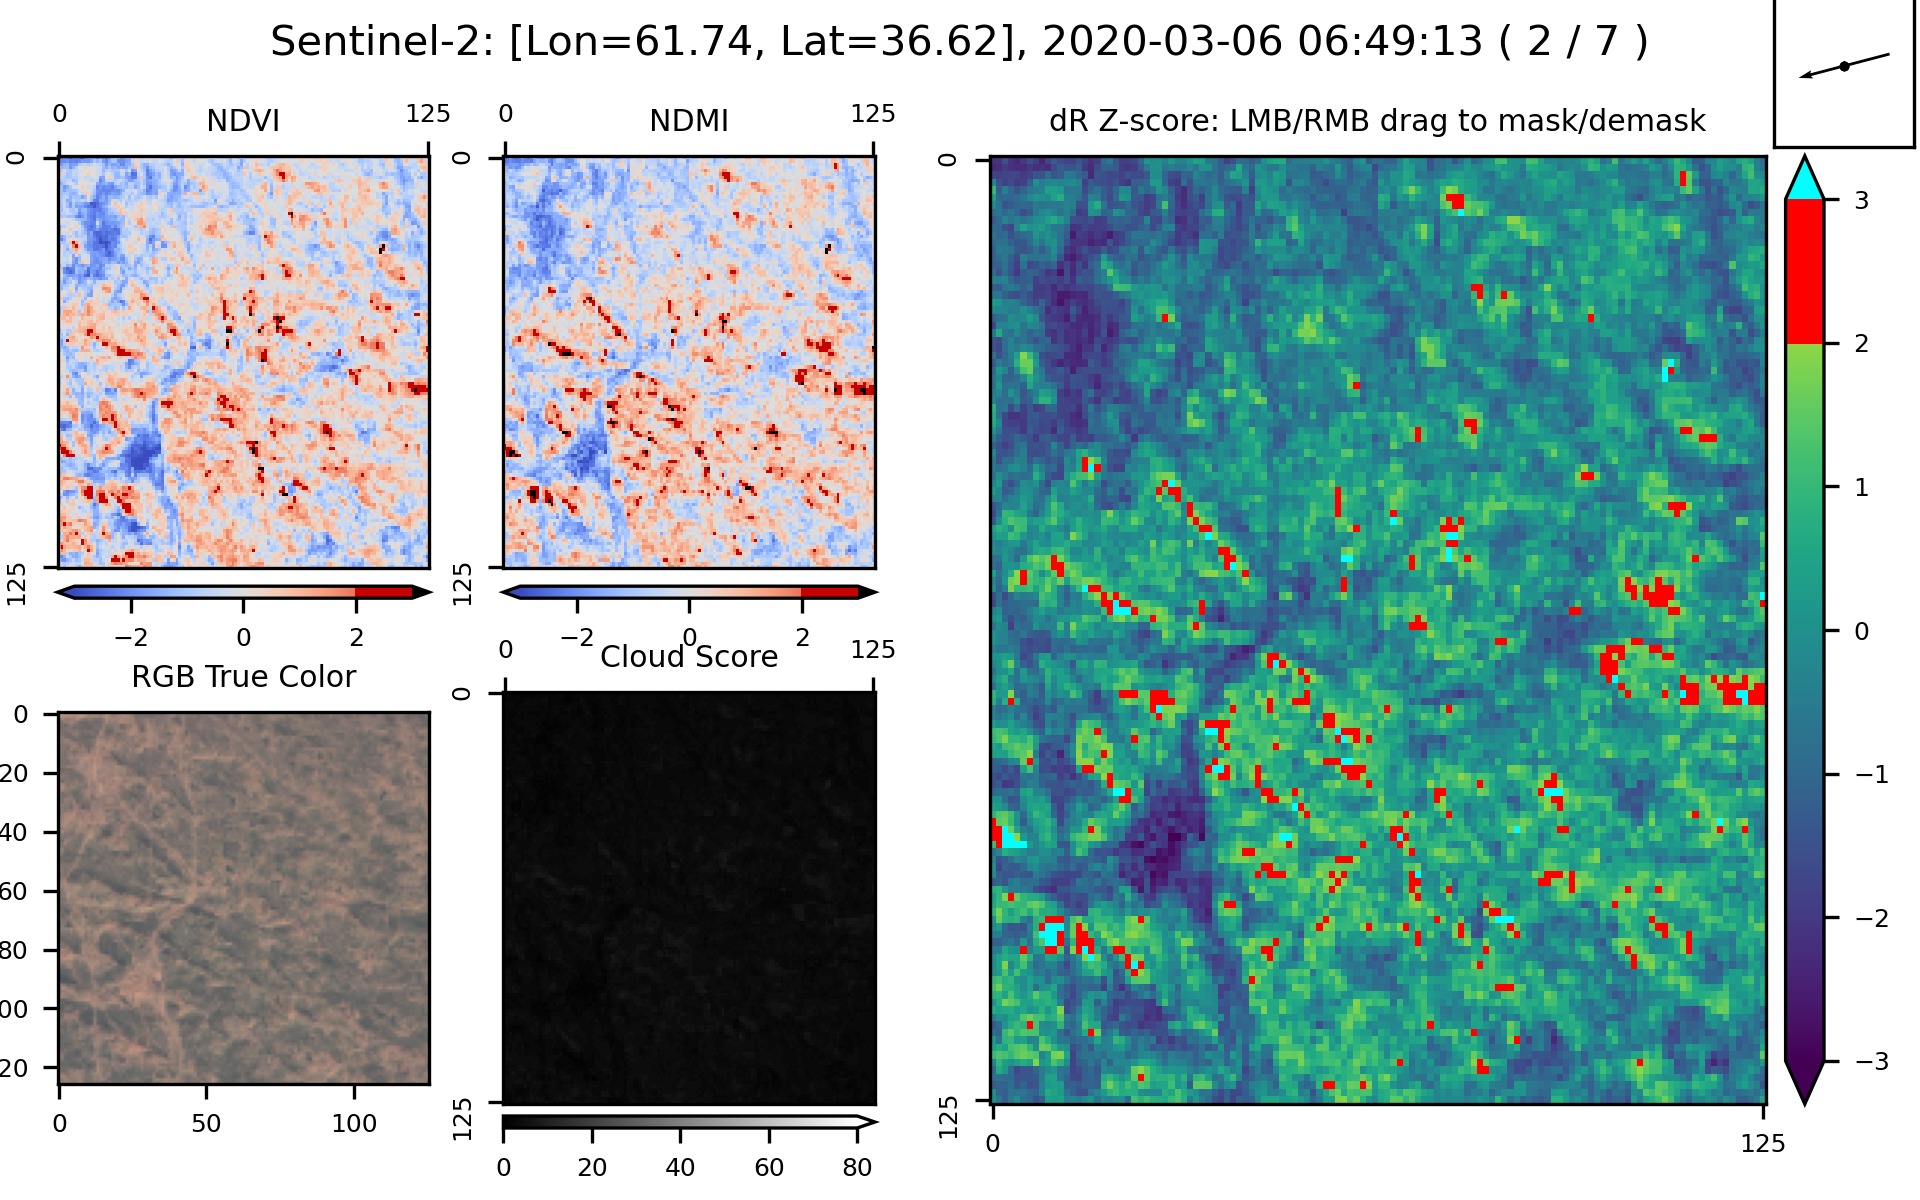 Sentinel-2: [Lon=61.74, Lat=36.62], 2020-03-06 06:49:13 ( 2 / 7 )
0 NDVI 125
0 NDMI 125
dR Z-score: LMB/RMB drag to mask/demask
0
0
0
125
125
−2 0 2
−2 0 2
RGB True Color
0 Cloud Score 125
0
20
40
60
80
00
20
0 50 100
0
125
0 20 40 60 80
125
0 125
3
2
1
0
−1
−2
−3